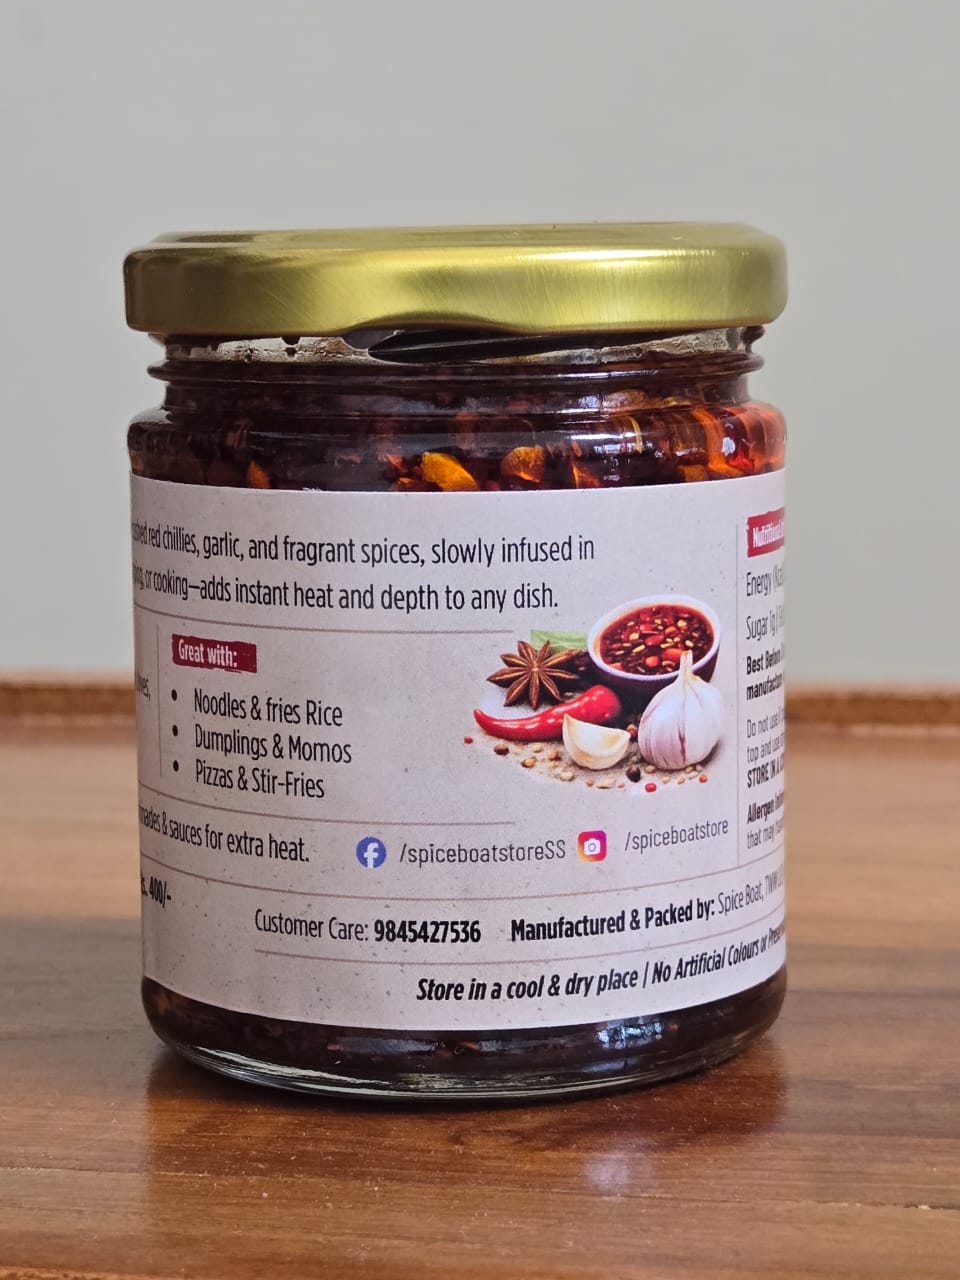 red chillies, garlic, and fragrant spices, slowly infused in
or cooking—adds instant heat and depth to any dish.
Great with:
• Noodles & fries Rice
• Dumplings & Momos
• Pizzas & Stir-Fries
& sauces for extra heat.
/spiceboatstoreSS /spiceboatstore
400/-
Customer Care: 9845427536 Manufactured & Packed by: Spice Boat,
Store in a cool & dry place | No Artificial Colours or
Energy
Sugar 1g
Best Before
Do not use
top and use
STORE IN A
Allergen
that may